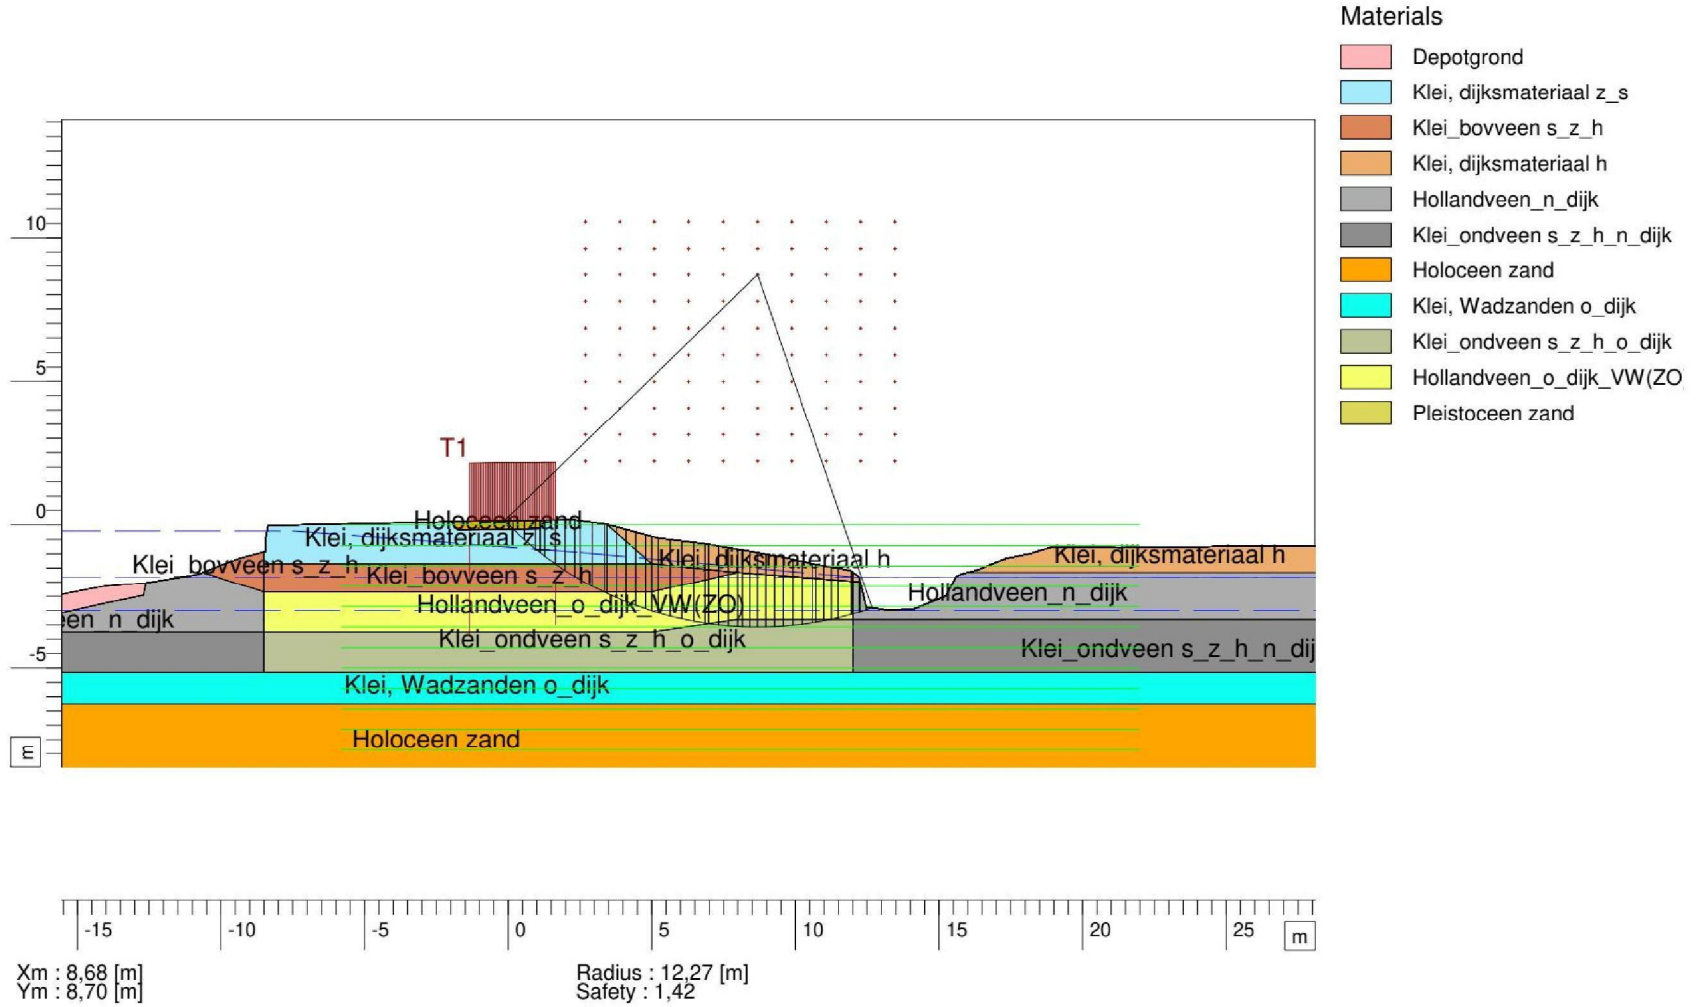 Materials
Depotgrond
Klei, dijksmateriaal z_s
Klei_bovveen s_z_h
Klei, dijksmateriaal h
Hollandveen_n_dijk
Klei_ondveen s_z_h_n_dijk
Holoceen zand
Klei, Wadzanden o_dijk
Klei_ondveen s_z_h_o_dijk
Hollandveen_o_dijk_VW(ZO)
Pleistoceen zand
10
5
T1
0
Holoceen zand
Klei, dijksmateriaal z_s
Klei, dijksmateriaal h
Klei, dijksmateriaal h
Klei_bovveen s_z_h
Klei_bovveen s_z_h
Hollandveen_n_dijk
Hollandveen_o_dijk_VW(ZO)
een_n_dijk
Klei_ondveen s_z_h_o_dijk
Klei_ondveen s_z_h_n_dij
-5
Klei, Wadzanden o_dijk
Holoceen zand
m
-15 -10 -5 0 5 10 15 20 25 m
Xm : 8,68 [m] Radius : 12,27 [m]
Ym : 8,70 [m] Safety : 1,42